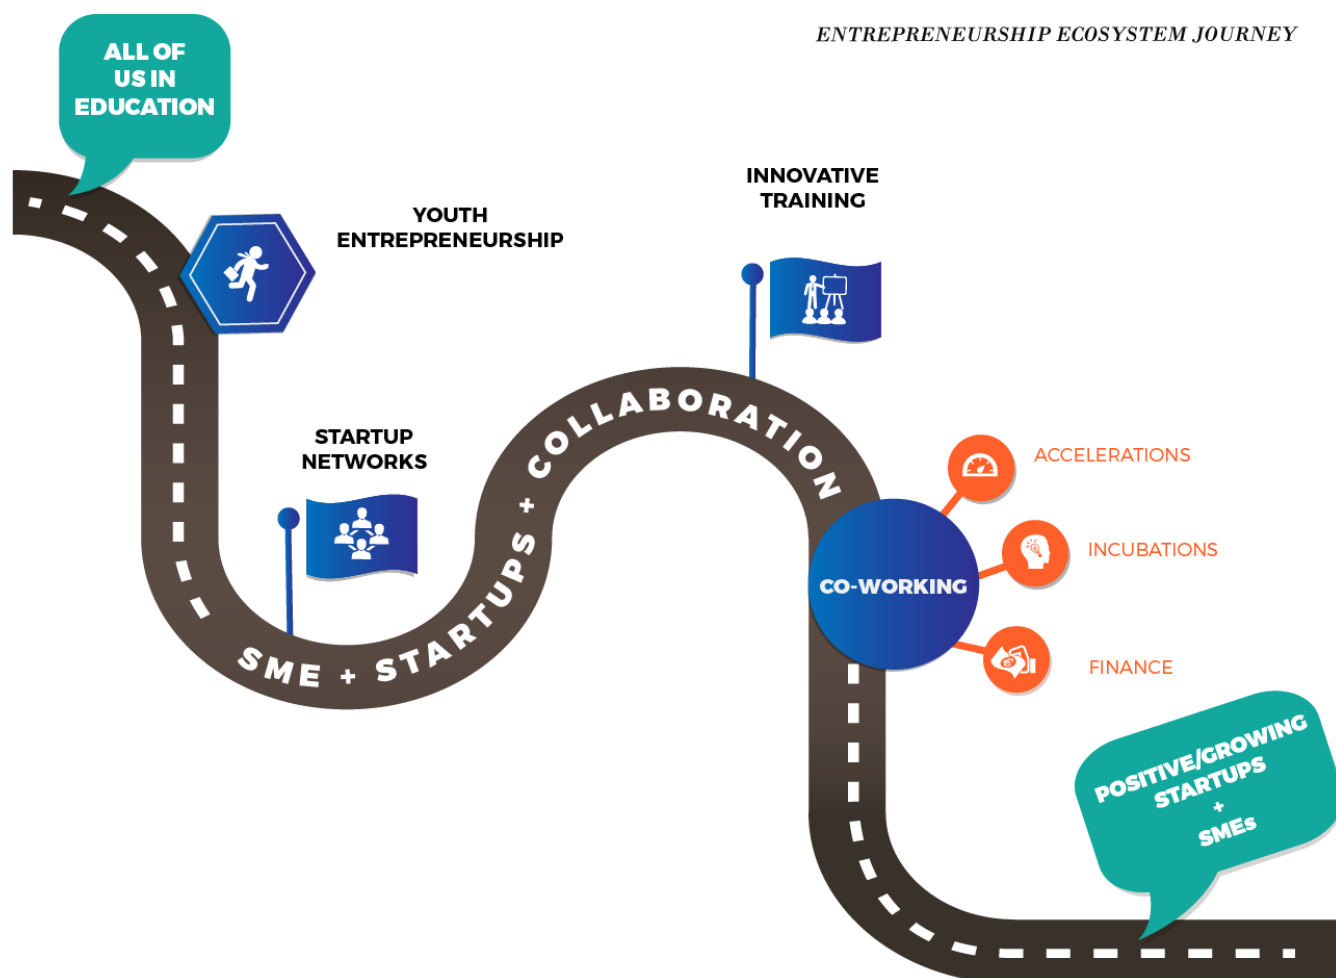 ENTREPRENEURSHIP ECOSYSTEM JOURNEY
ALL OF
US IN
EDUCATION
YOUTH
ENTREPRENEURSHIP
INNOVATIVE
TRAINING
STARTUP
NETWORKS
SME + STARTUPS + COLLABORATION
ACCELERATIONS
INCUBATIONS
CO-WORKING
FINANCE
POSITIVE/GROWING
STARTUPS
+
SMEs